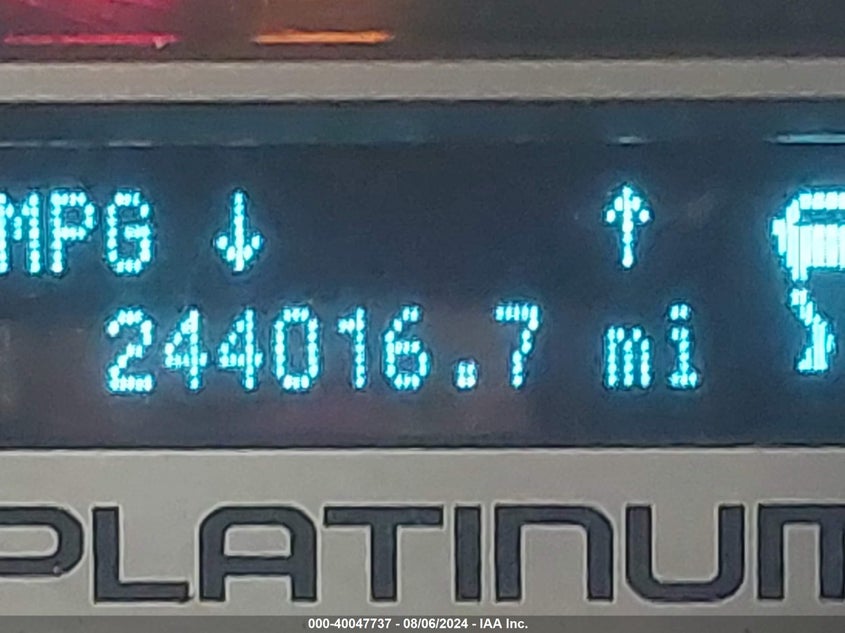 MPG ↓ ↑
244016.7 mi
PLATINUM
000-40047737 - 08/06/2024 - IAA Inc.